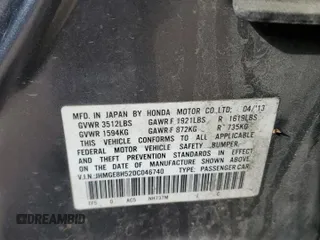 MFD. IN JAPAN BY HONDA MOTOR CO.,LTD. 04/'13
GVWR 3512LBS GAWR F 1921LBS R 1619LBS
GVWR 1594KG GAWR F 872KG R 735KG
THIS VEHICLE CONFORMS TO ALL APPLICABLE
FEDERAL MOTOR VEHICLE SAFETY ,BUMPER,
AND THEFT PREVENTION STANDARDS IN EFFECT
ON THE DATE OF MANUFACTURE SHOWN ABOVE.
V.I.N. JHMGE8H52DC046740 TYPE: PASSENGER CAR
NH737M
DREAMBID